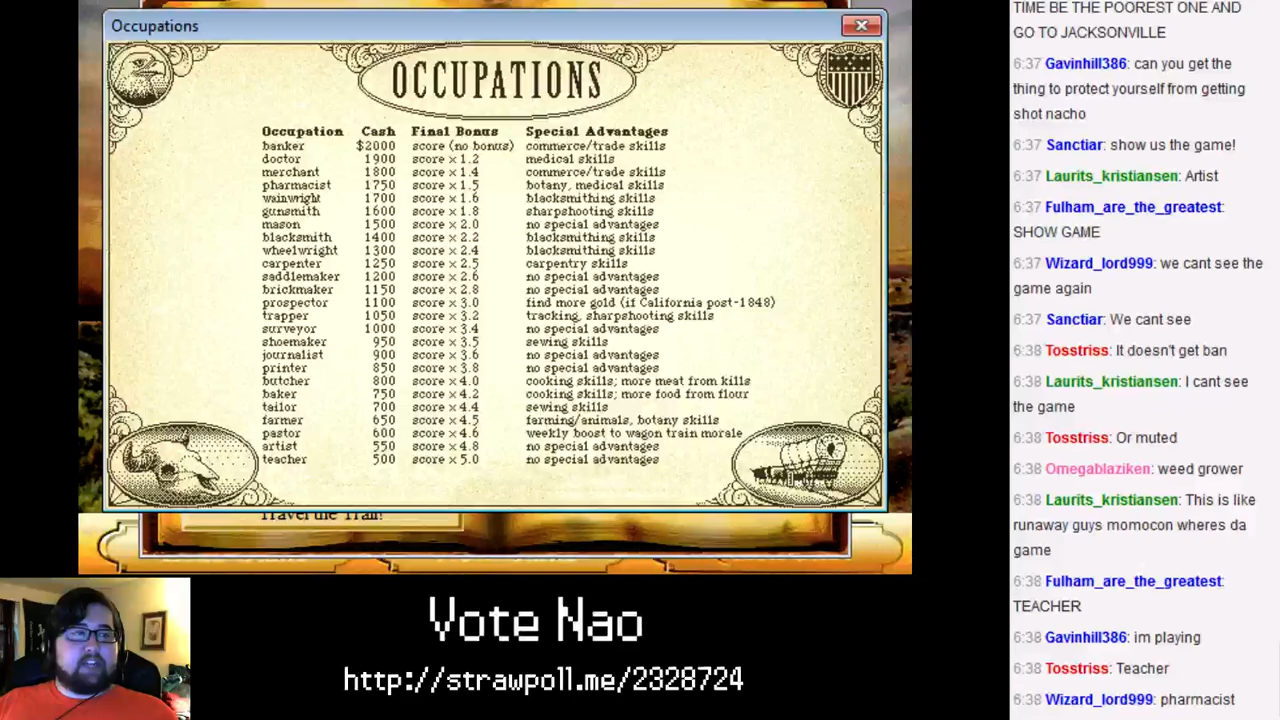 Occupations
OCCUPATIONS
Occupation Cash Final Bonus Special Advantages
banker $2000 score (no bonus) commerce/trade skills
doctor 1900 score × 1.2 medical skills
merchant 1800 score × 1.4 commerce/trade skills
pharmacist 1750 score × 1.5 botany, medical skills
wainwright 1700 score × 1.6 blacksmithing skills
gunsmith 1600 score × 1.8 sharpshooting skills
mason 1500 score × 2.0 no special advantages
blacksmith 1400 score × 2.2 blacksmithing skills
wheelwright 1300 score × 2.4 blacksmithing skills
carpenter 1250 score × 2.5 carpentry skills
saddlemaker 1200 score × 2.6 no special advantages
brickmaker 1150 score × 2.8 no special advantages
prospector 1100 score × 3.0 find more gold (if California post-1848)
trapper 1050 score × 3.2 tracking, sharpshooting skills
surveyor 1000 score × 3.4 no special advantages
shoemaker 950 score × 3.5 sewing skills
journalist 900 score × 3.6 no special advantages
printer 850 score × 3.8 no special advantages
butcher 800 score × 4.0 cooking skills; more meat from kills
baker 750 score × 4.2 cooking skills; more food from flour
tailor 700 score × 4.4 sewing skills
farmer 650 score × 4.5 farming/animals, botany skills
pastor 600 score × 4.6 weekly boost to wagon train morale
artist 550 score × 4.8 no special advantages
teacher 500 score × 5.0 no special advantages
Travel the Trail!
Vote Nao
http://strawpoll.me/2328724
TIME BE THE POOREST ONE AND
GO TO JACKSONVILLE
6:37 Gavinhill386: can you get the
thing to protect yourself from getting
shot nacho
6:37 Sanctiar: show us the game!
6:37 Laurits_kristiansen: Artist
6:37 Fulham_are_the_greatest:
SHOW GAME
6:37 Wizard_lord999: we cant see the
game again
6:37 Sanctiar: We cant see
6:38 Tosstriss: It doesn't get ban
6:38 Laurits_kristiansen: I cant see
the game
6:38 Tosstriss: Or muted
6:38 Omegablaziken: weed grower
6:38 Laurits_kristiansen: This is like
runaway guys momocon wheres da
game
6:38 Fulham_are_the_greatest:
TEACHER
6:38 Gavinhill386: im playing
6:38 Tosstriss: Teacher
6:38 Wizard_lord999: pharmacist